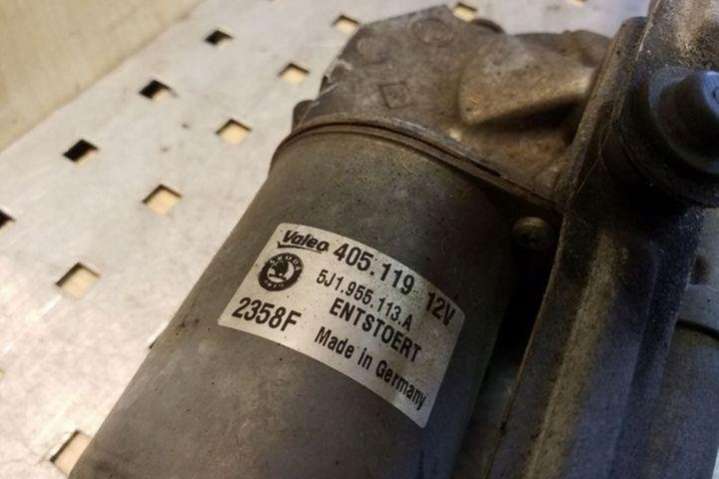 Valeo 405.119 12V
5J1.955.113.A
ENTSTOERT
2358F Made in Germany